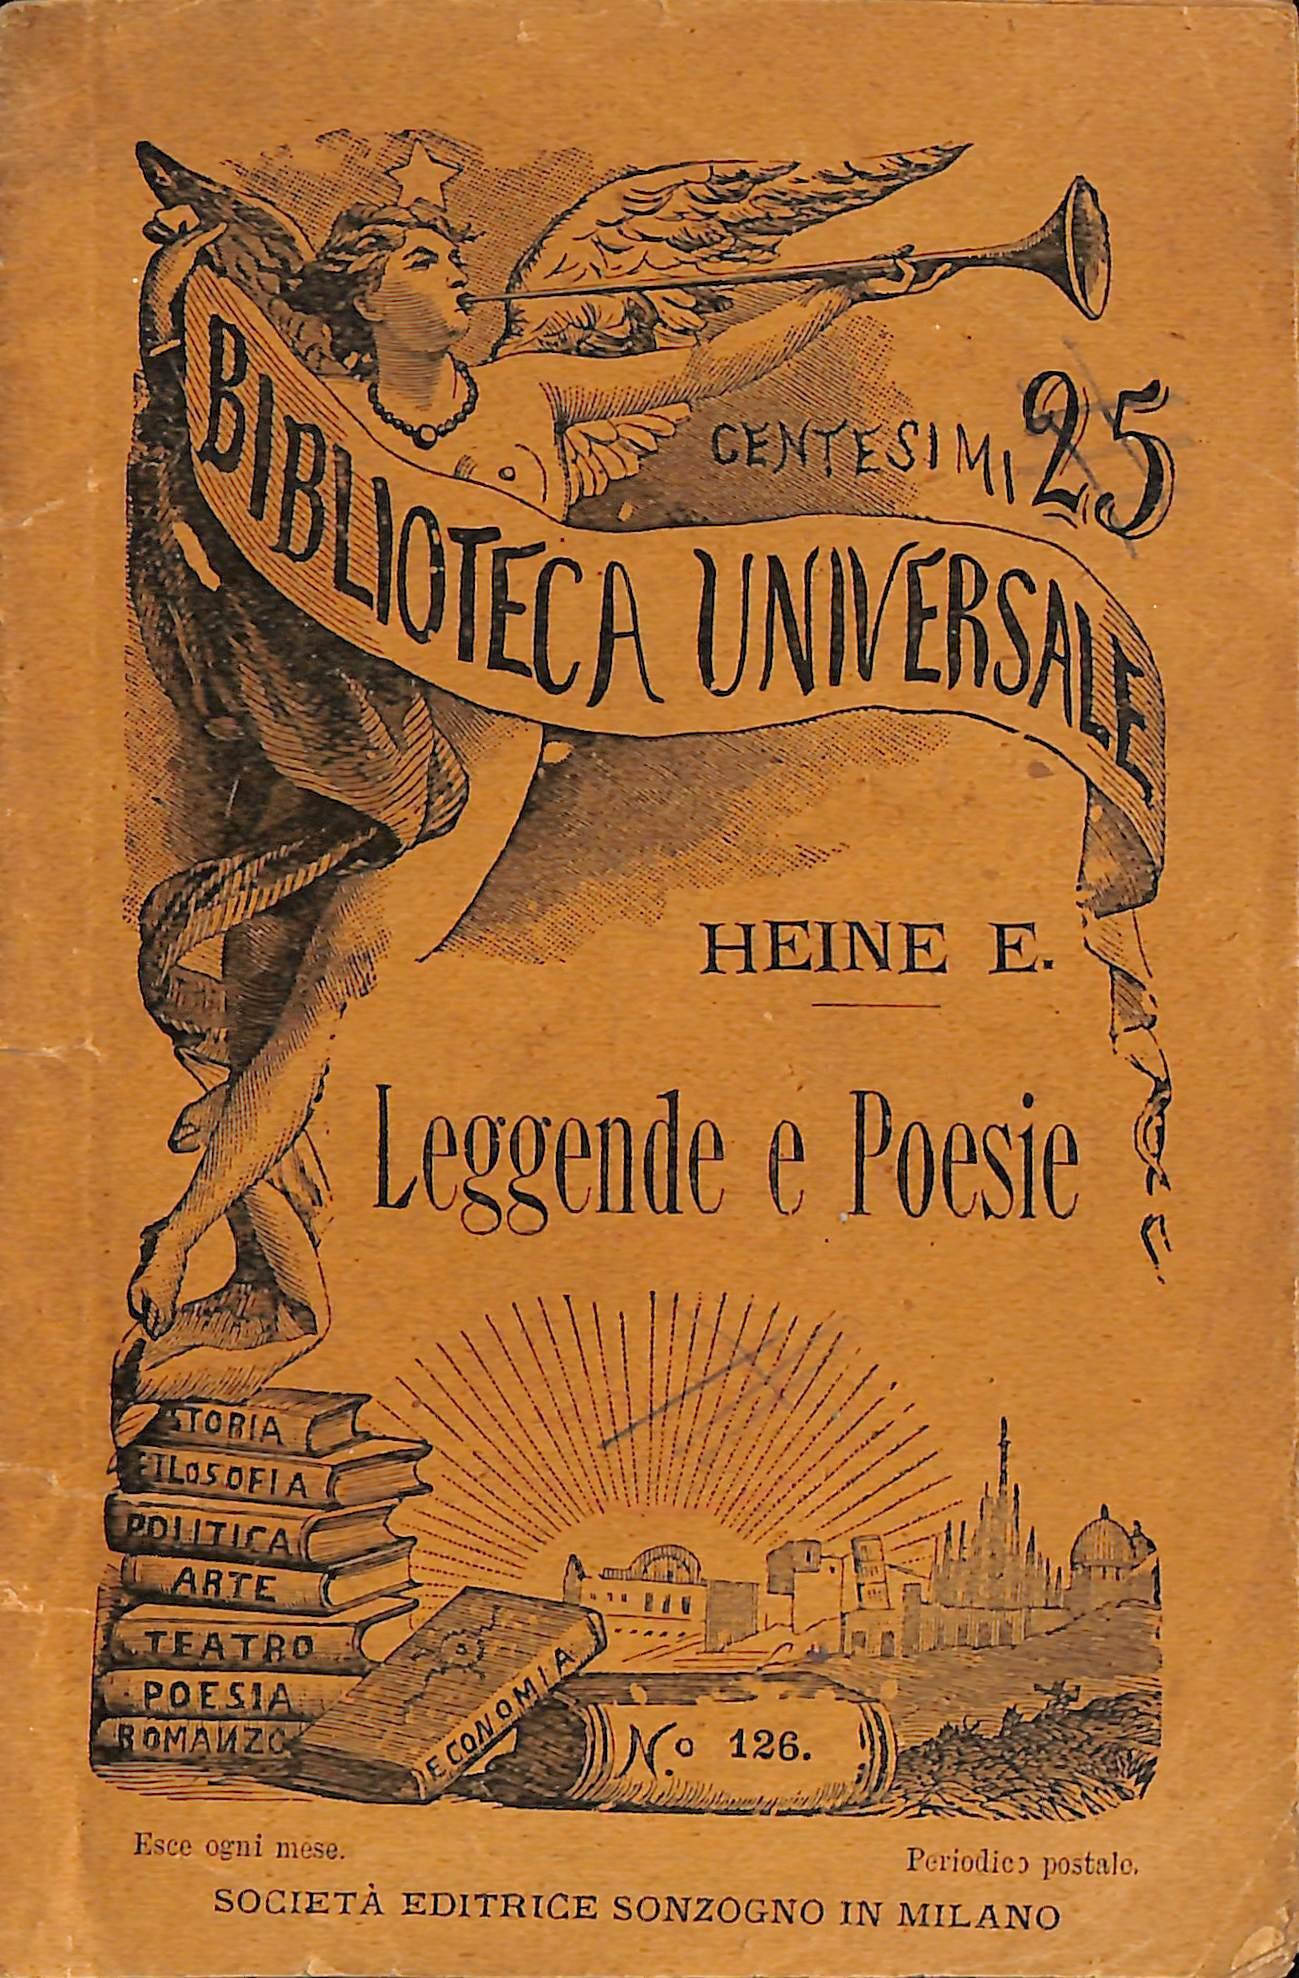 CENTESIMI 25
BIBLIOTECA UNIVERSALE
HEINE E.
Leggende e Poesie
STORIA
FILOSOFIA
POLITICA
ARTE
TEATRO
POESIA
ROMANZO
ECONOMIA
No. 126.
Esce ogni mese.
Periodico postale.
SOCIETÀ EDITRICE SONZOGNO IN MILANO